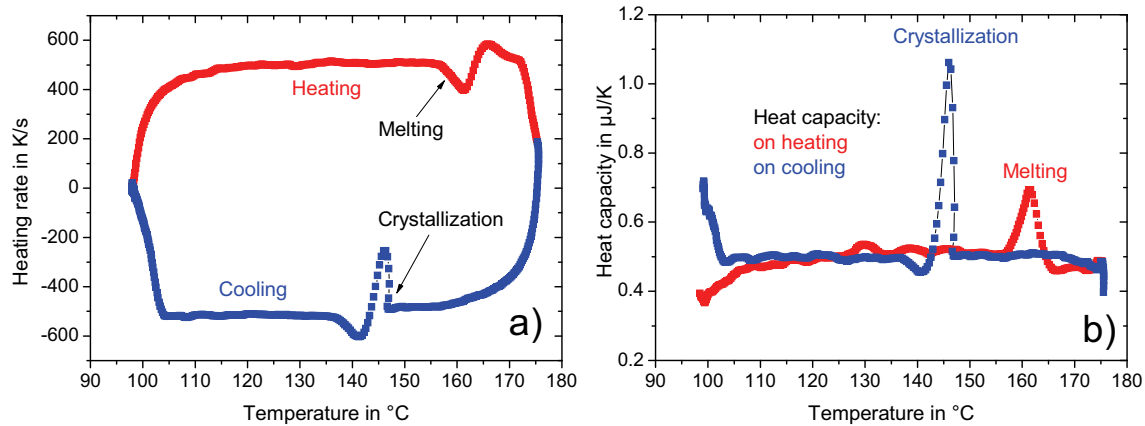 600
400
200
0
-200
-400
-600
Heating rate in K/s
90 100 110 120 130 140 150 160 170 180
Temperature in °C
Heating
Melting
Crystallization
Cooling
a)
1.2
1.0
0.8
0.6
0.4
0.2
Heat capacity in µJ/K
90 100 110 120 130 140 150 160 170 180
Temperature in °C
Crystallization
Heat capacity:
on heating
on cooling
Melting
b)